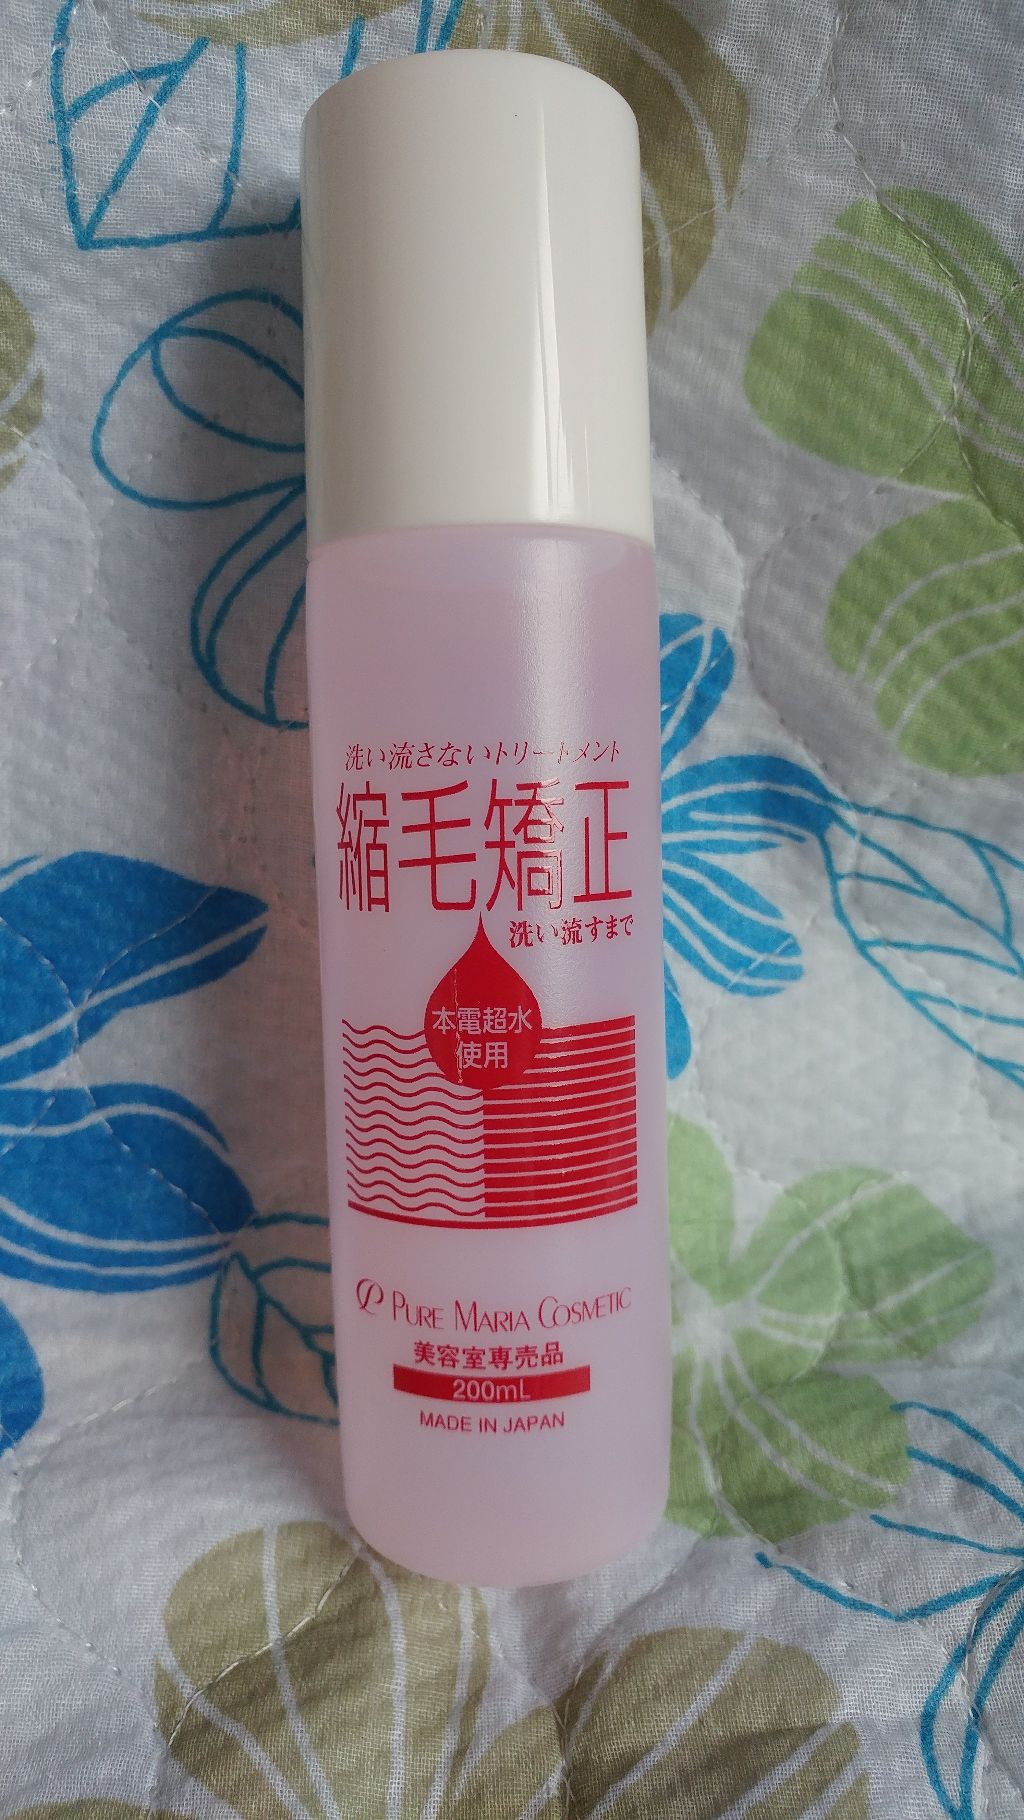 洗い流さないトリートメント
縮毛矯正
洗い流すまで
本電超水
使用
PURE MARIA COSMETIC
美容室専売品
200mL
MADE IN JAPAN